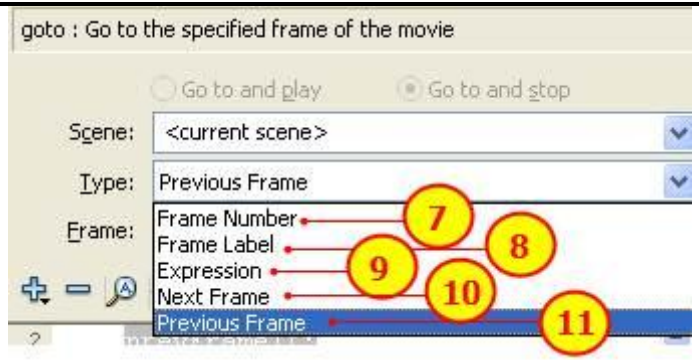 goto : Go to the specified frame of the movie
Go to and play Go to and stop
Scene: <current scene>
Type: Previous Frame
Frame:
Frame Number 7
Frame Label 8
Expression 9
Next Frame 10
Previous Frame 11
2